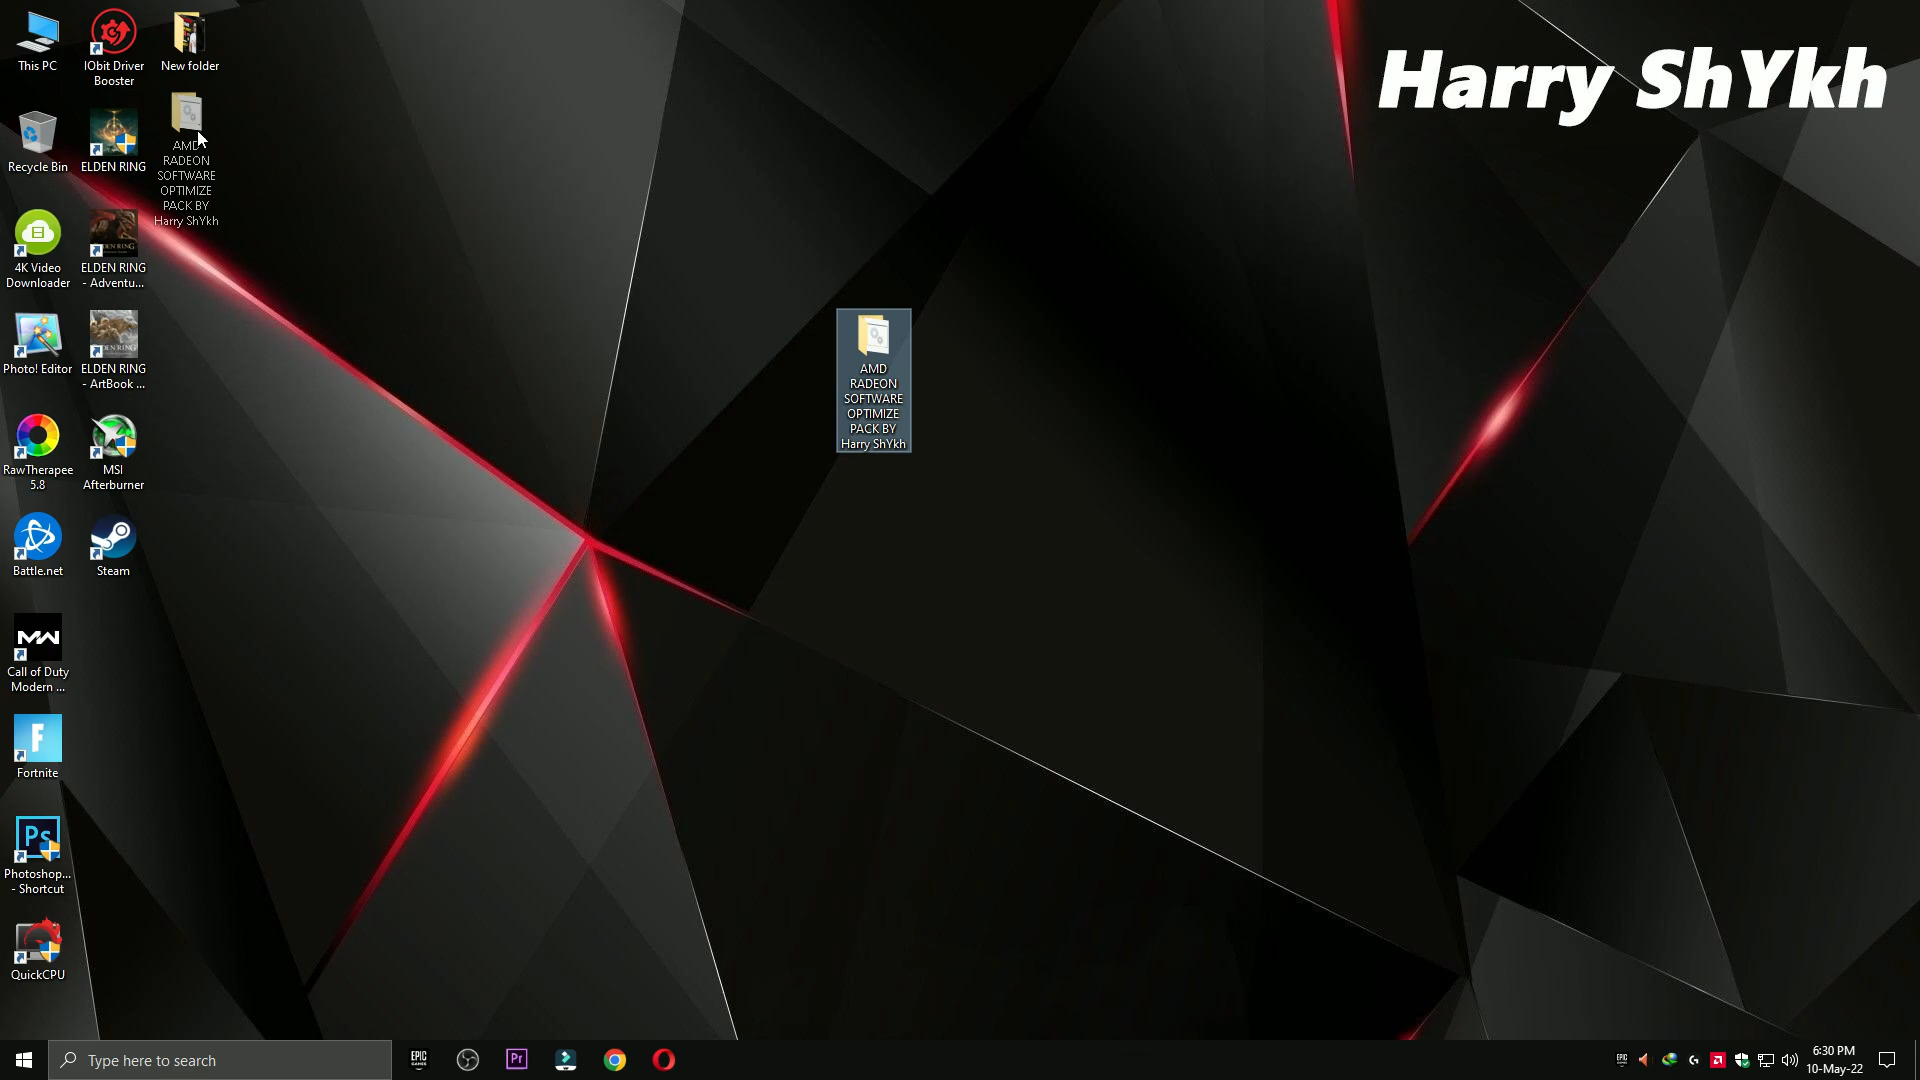 This PC
IObit Driver
Booster
New folder
Harry ShYkh
Recycle Bin
ELDEN RING
AMD
RADEON
SOFTWARE
OPTIMIZE
PACK BY
Harry ShYkh
4K Video
Downloader
ELDEN RING
- Adventu...
Photo! Editor
ELDEN RING
- ArtBook ...
AMD
RADEON
SOFTWARE
OPTIMIZE
PACK BY
Harry ShYkh
RawTherapee
5.8
MSI
Afterburner
Battle.net
Steam
Call of Duty
Modern ...
Fortnite
Photoshop...
- Shortcut
QuickCPU
Type here to search
6:30 PM
10-May-22